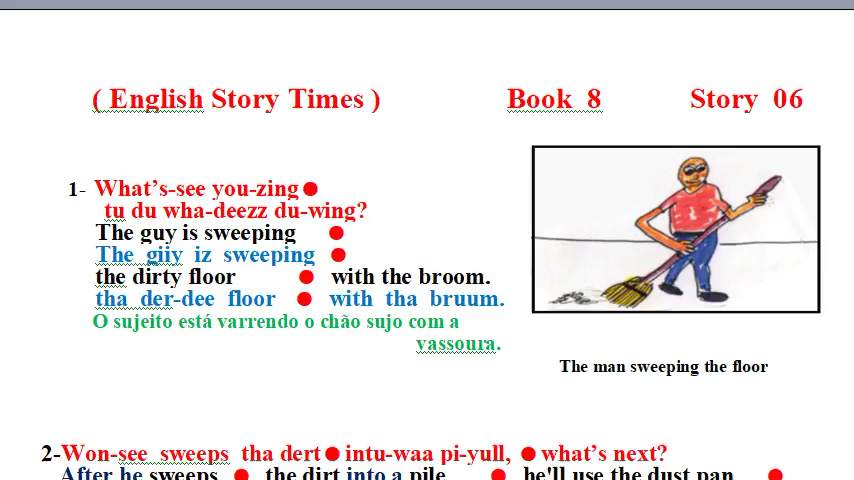 ( English Story Times ) Book 8 Story 06
1- What's-see you-zing
tu du wha-deezz du-wing?
The guy is sweeping
The giiy iz sweeping
the dirty floor with the broom.
tha der-dee floor with tha bruum.
O sujeito está varrendo o chão sujo com a
vassoura.
The man sweeping the floor
2-Won-see sweeps tha dert intu-waa pi-yull, what's next?
After he sweeps the dirt into a pile he'll use the dust pan